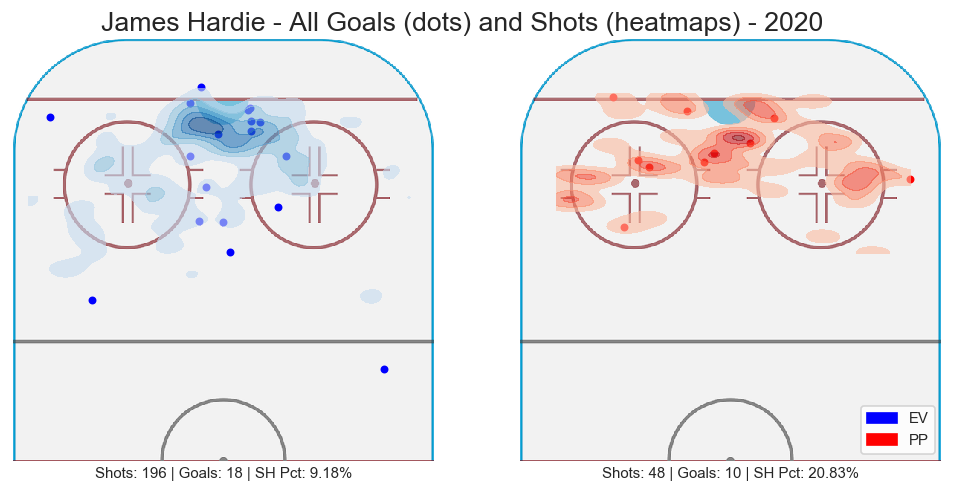 James Hardie - All Goals (dots) and Shots (heatmaps) - 2020
EV
PP
Shots: 196 | Goals: 18 | SH Pct: 9.18%
Shots: 48 | Goals: 10 | SH Pct: 20.83%